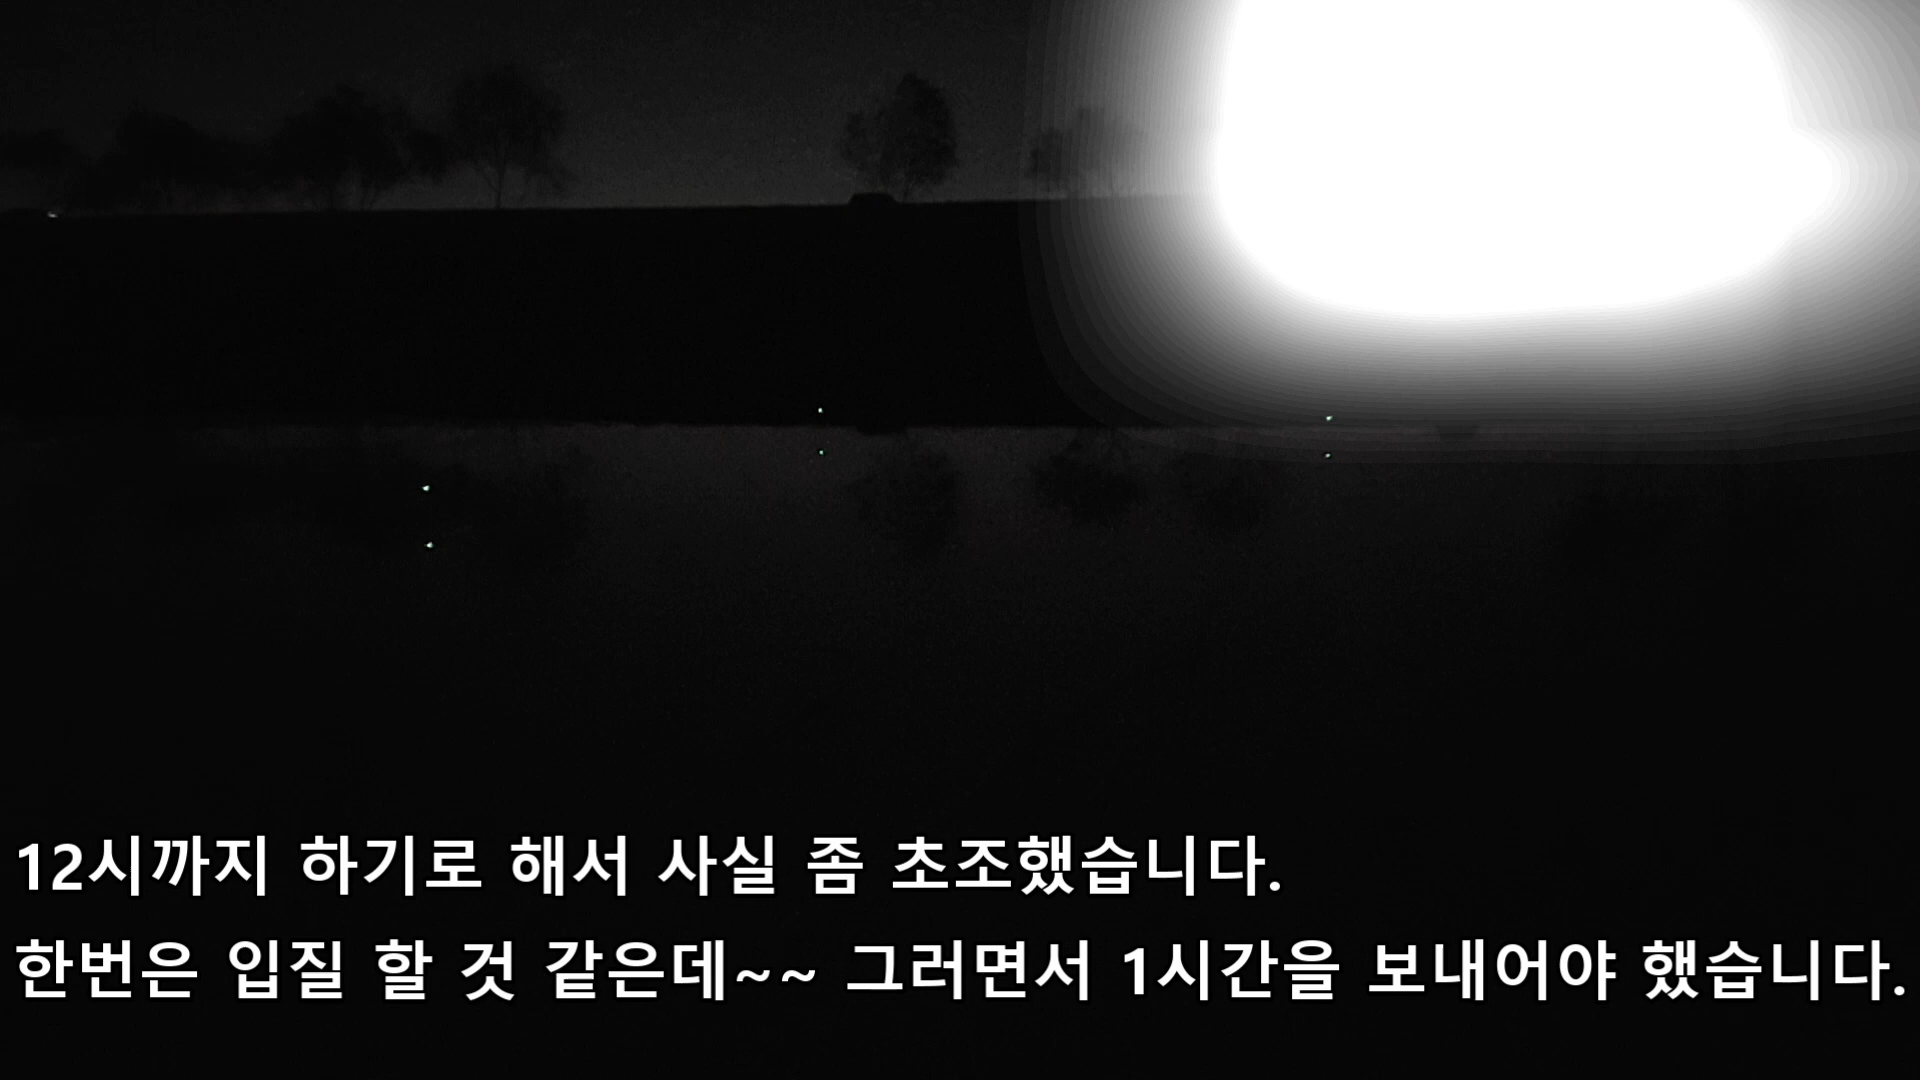 12시까지 하기로 해서 사실 좀 초조했습니다.
한번은 입질 할 것 같은데~~ 그러면서 1시간을 보내어야 했습니다.